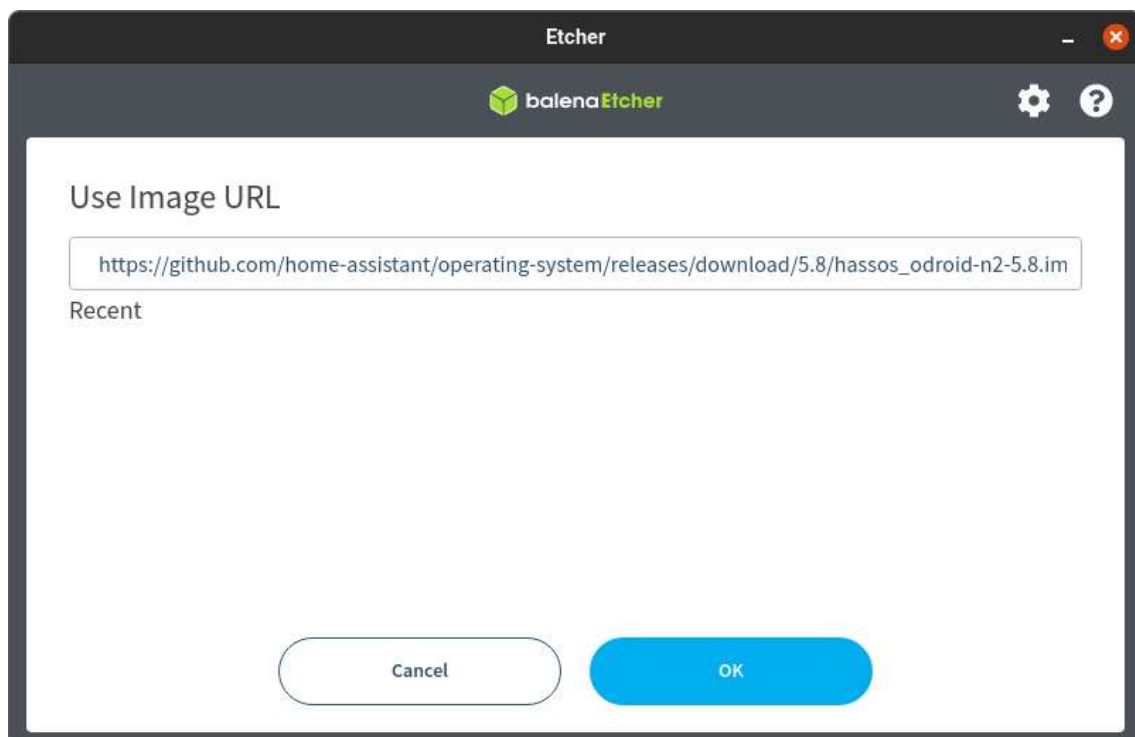 Etcher
balenaEtcher
Use Image URL
https://github.com/home-assistant/operating-system/releases/download/5.8/hassos_odroid-n2-5.8.im
Recent
Cancel
OK